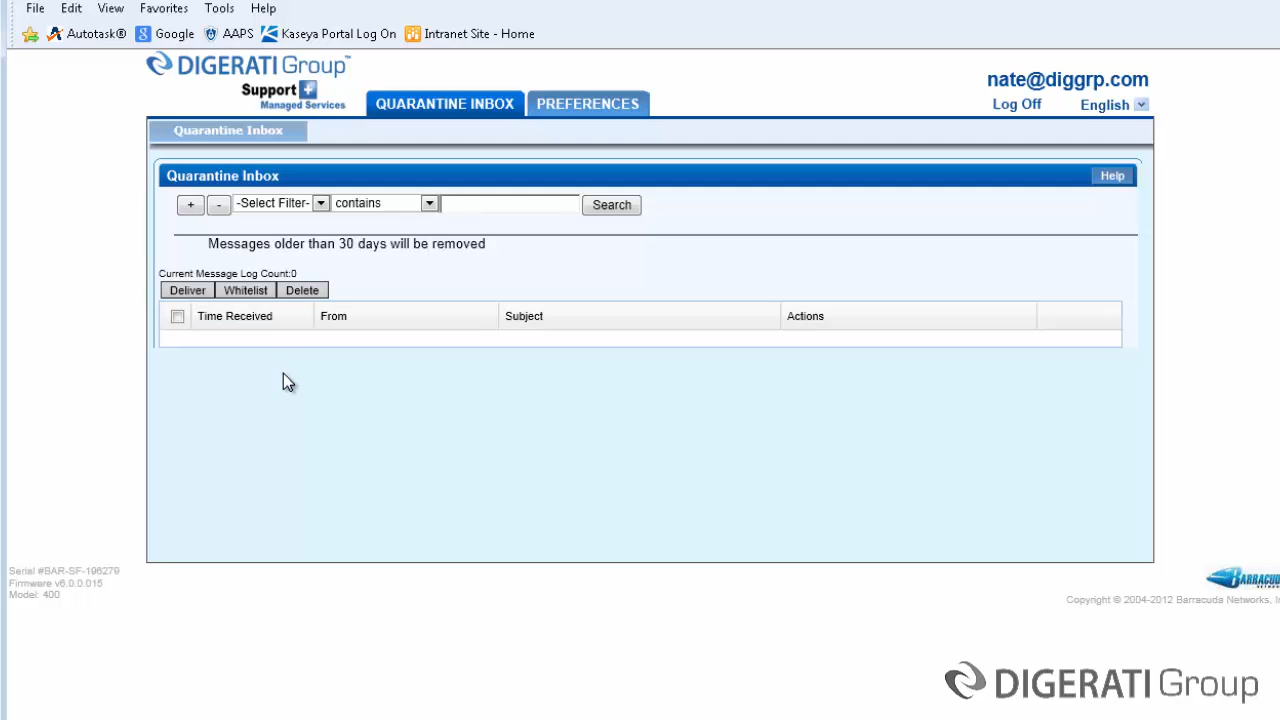 File Edit View Favorites Tools Help
Autotask® Google AAPS Kaseya Portal Log On Intranet Site - Home
DIGERATI Group™
Support +
Managed Services
QUARANTINE INBOX PREFERENCES
nate@diggrp.com
Log Off English
Quarantine Inbox
Quarantine Inbox Help
+ - -Select Filter- contains Search
Messages older than 30 days will be removed
Current Message Log Count:0
Deliver Whitelist Delete
Time Received From Subject Actions
Serial #BAR-SF-196279
Firmware v6.0.0.015
Model: 400
BARRACUDA
Copyright © 2004-2012 Barracuda Networks,
DIGERATI Group